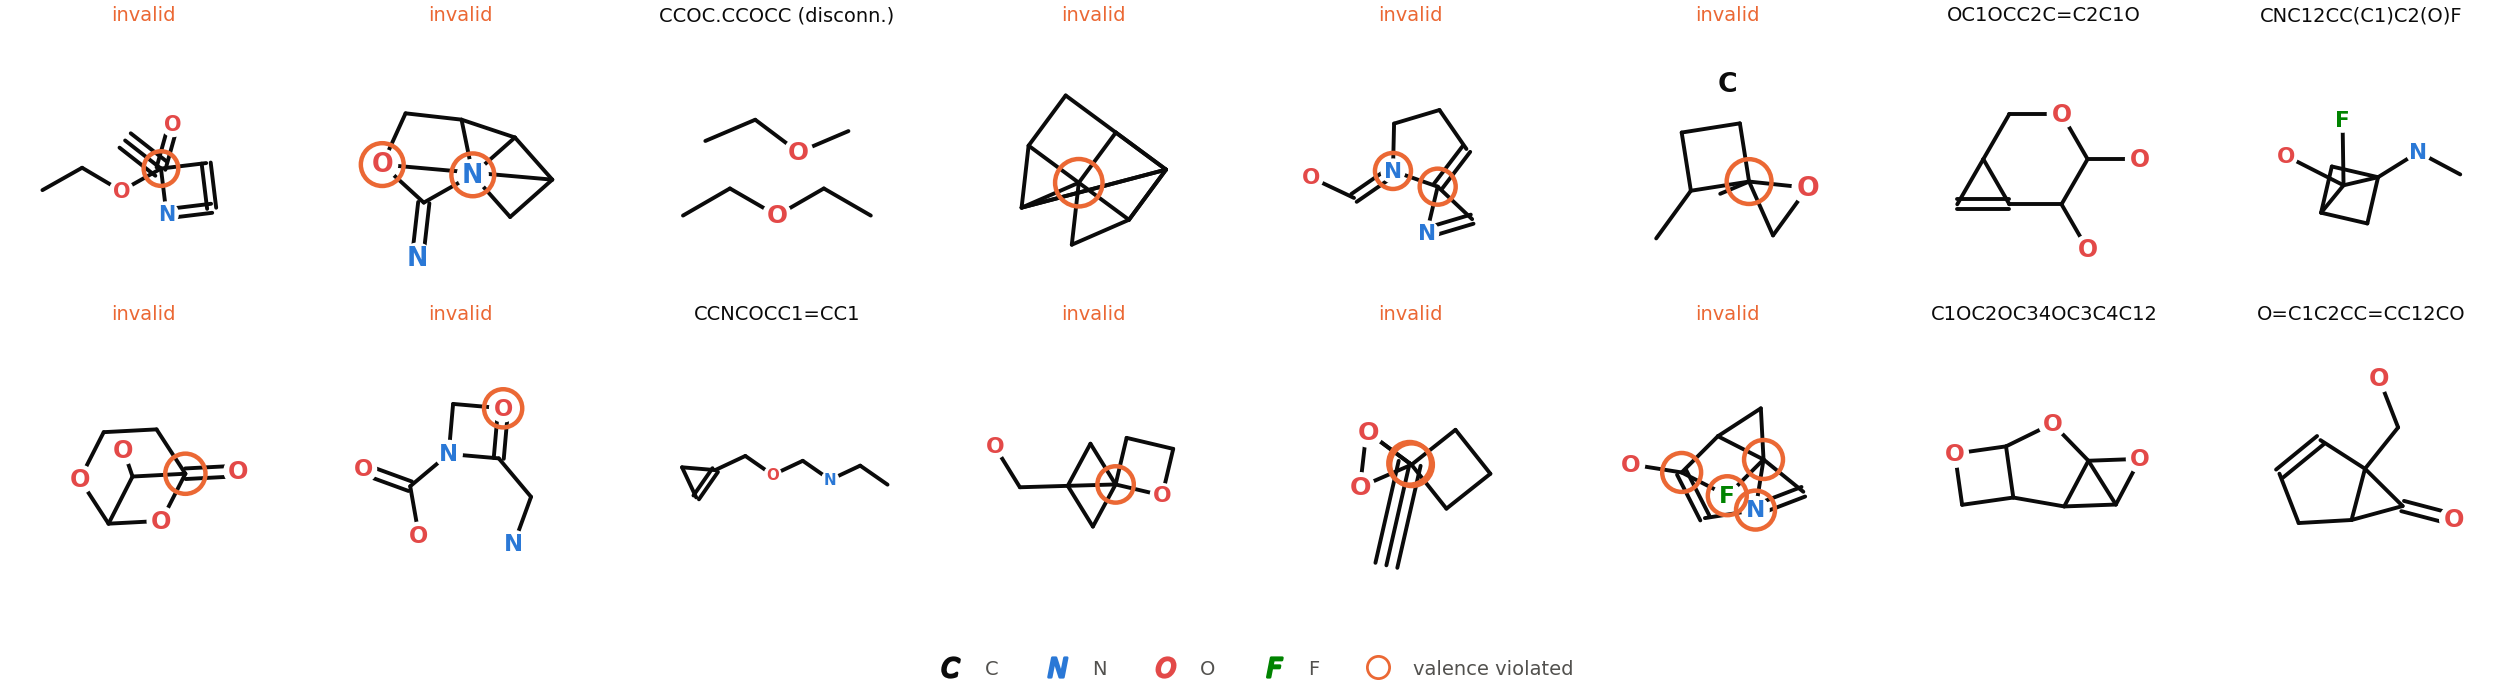 invalid
invalid
CCOC.CCOCC (disconn.)
invalid
invalid
invalid
OC1OCC2C=C2C1O
CNC12CC(C1)C2(O)F
O
O
N
O
N
N
O
O
O
N
N
C
O
O
O
O
F
O
N
invalid
invalid
CCNCOCC1=CC1
invalid
invalid
invalid
C1OC2OC34OC3C4C12
O=C1C2CC=CC12CO
O
O
O
O
O
N
O
O
N
O
N
O
O
O
O
O
F
N
O
O
O
O
O
C C N N O O F F valence violated